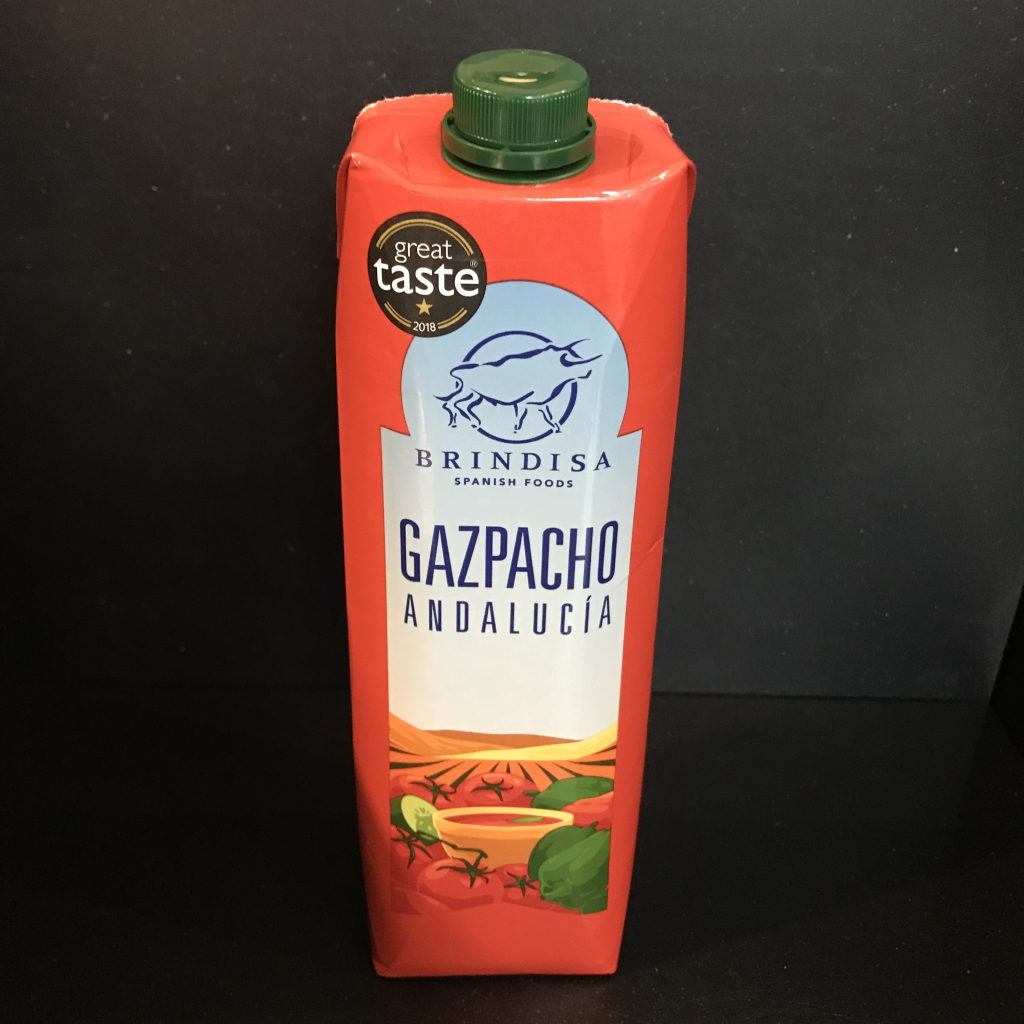 great
taste®
2018
BRINDISA
SPANISH FOODS
GAZPACHO
ANDALUCÍA